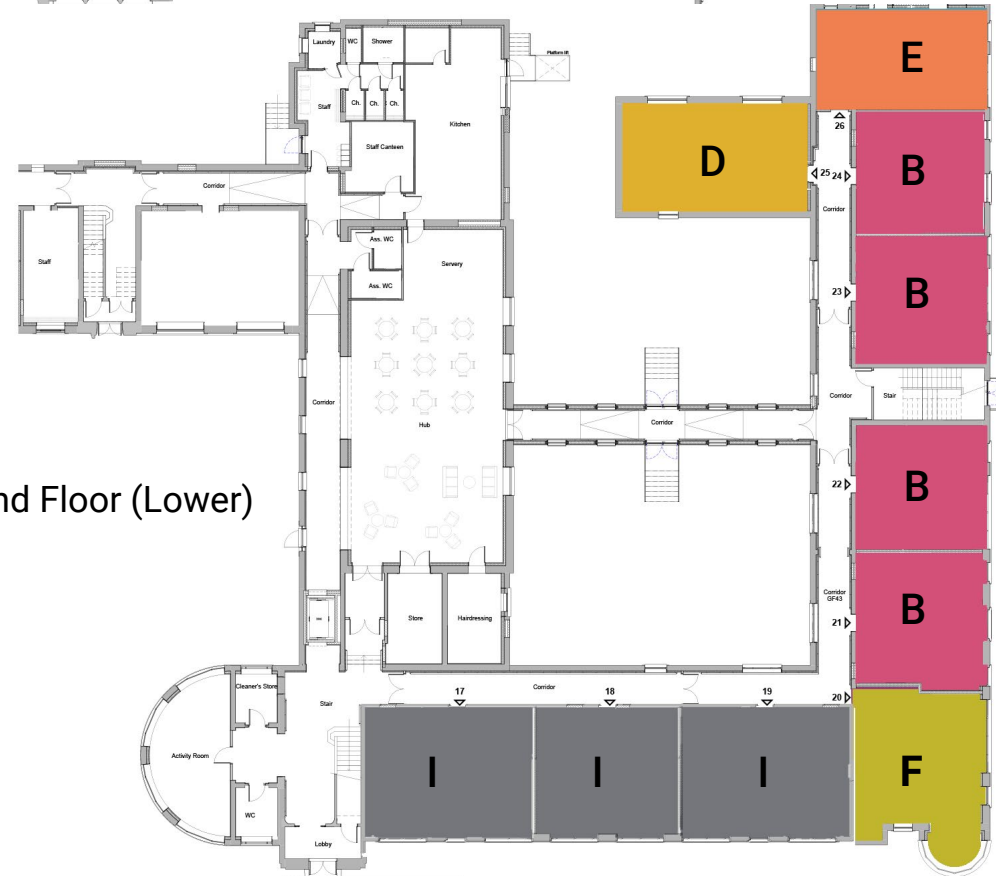 Laundry
WC
Shower
Platform lift
E
Staff
Ch.
Ch.
Ch.
Kitchen
26
Staff Canteen
D
25
24
B
Corridor
Corridor
Ass. WC
Staff
Servery
Ass. WC
23
B
Corridor
Corridor
Stair
Hub
Corridor
nd Floor (Lower)
22
B
Corridor
GF43
Store
Hairdressing
21
B
Cleaner's Store
Corridor
17
18
19
20
Stair
Activity Room
I
I
I
F
WC
Lobby